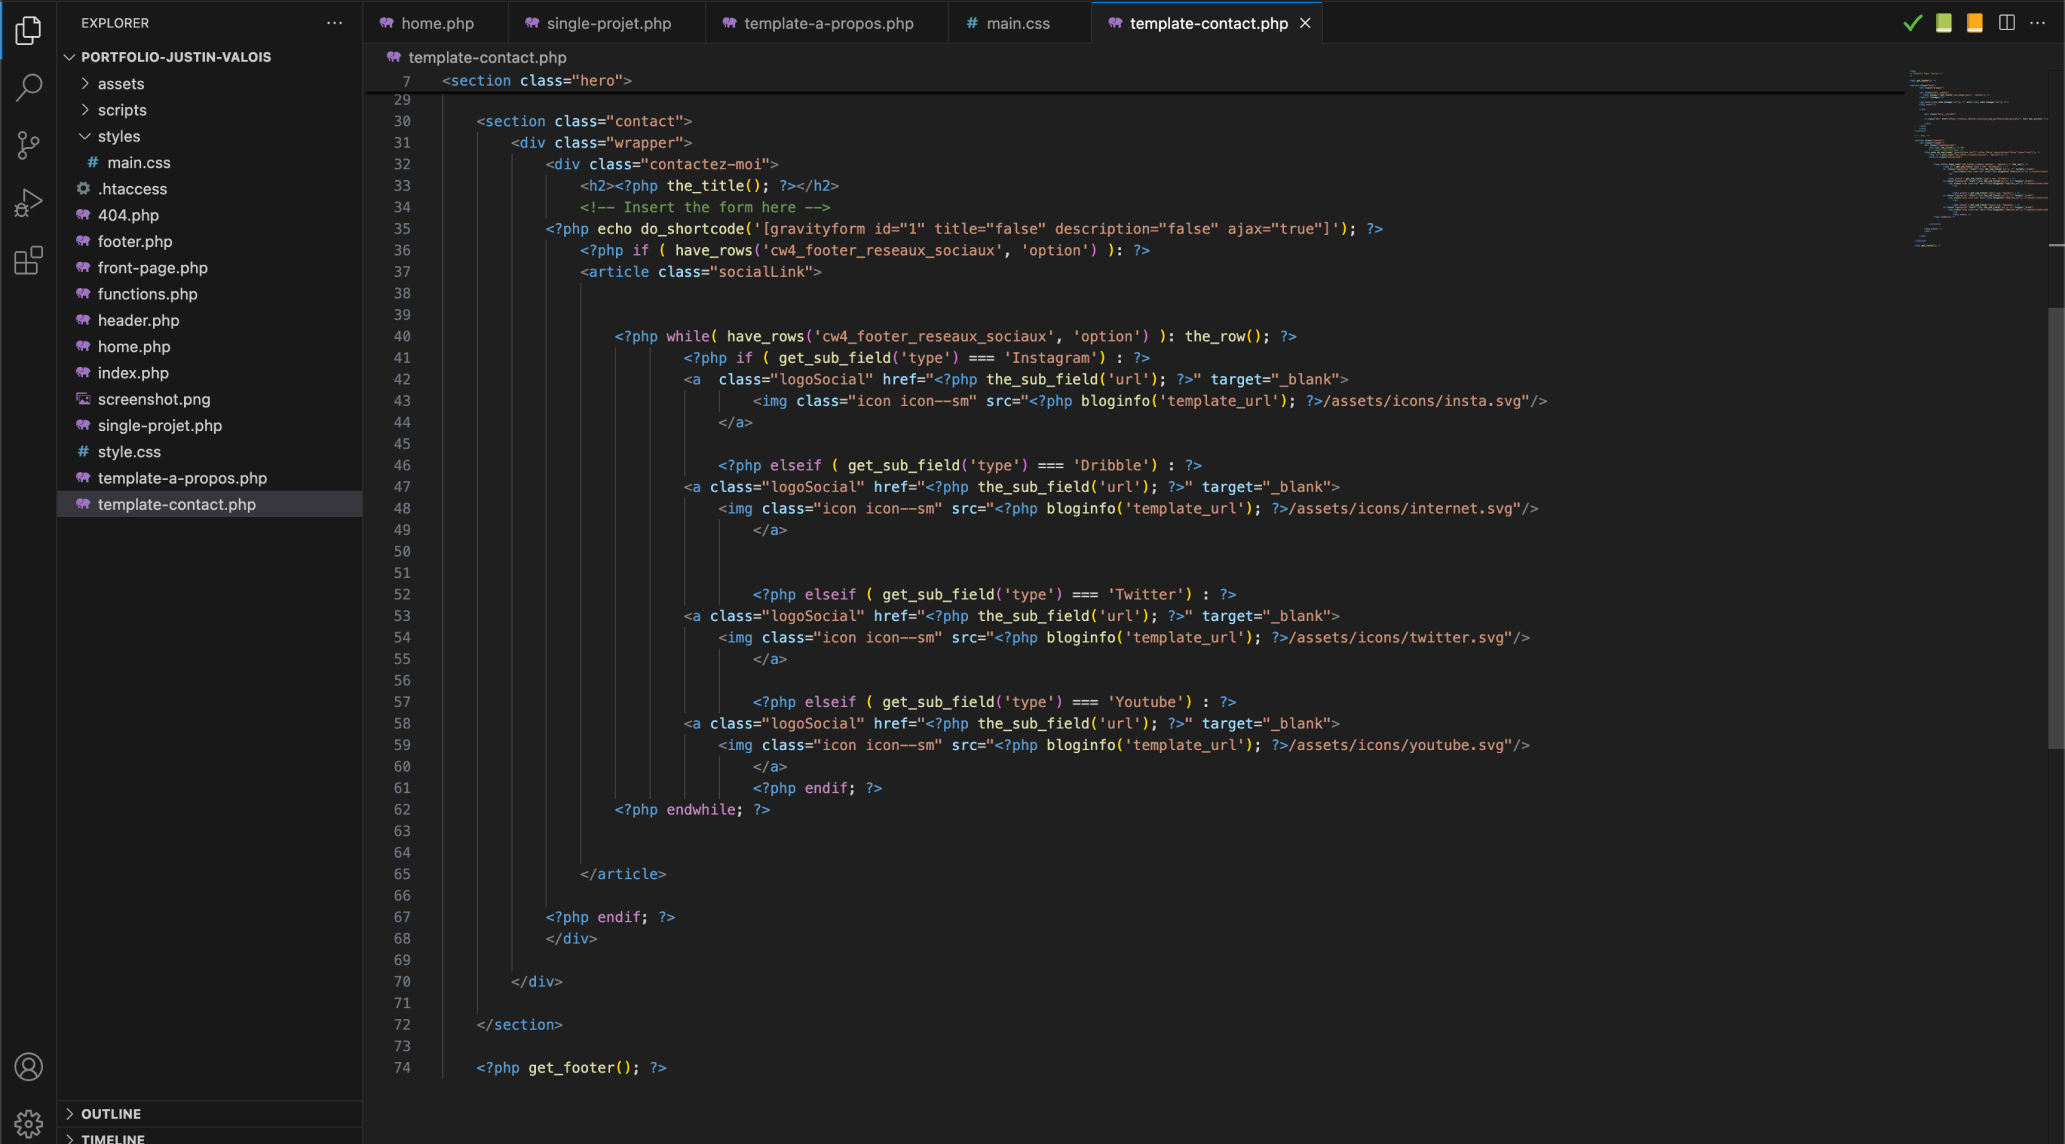 EXPLORER
PORTFOLIO-JUSTIN-VALOIS
assets
scripts
styles
# main.css
.htaccess
404.php
footer.php
front-page.php
functions.php
header.php
home.php
index.php
screenshot.png
single-projet.php
# style.css
template-a-propos.php
template-contact.php
OUTLINE
TIMELINE
home.php
single-projet.php
template-a-propos.php
# main.css
template-contact.php
template-contact.php
7 <section class="hero">
29
30 <section class="contact">
31 <div class="wrapper">
32 <div class="contactez-moi">
33 <h2><?php the_title(); ?></h2>
34 <!-- Insert the form here -->
35 <?php echo do_shortcode('[gravityform id="1" title="false" description="false" ajax="true"]'); ?>
36 <?php if ( have_rows('cw4_footer_reseaux_sociaux', 'option') ): ?>
37 <article class="socialLink">
38
39
40 <?php while( have_rows('cw4_footer_reseaux_sociaux', 'option') ): the_row(); ?>
41 <?php if ( get_sub_field('type') === 'Instagram') : ?>
42 <a  class="logoSocial" href="<?php the_sub_field('url'); ?>" target="_blank">
43 <img class="icon icon--sm" src="<?php bloginfo('template_url'); ?>/assets/icons/insta.svg"/>
44 </a>
45
46 <?php elseif ( get_sub_field('type') === 'Dribble') : ?>
47 <a class="logoSocial" href="<?php the_sub_field('url'); ?>" target="_blank">
48 <img class="icon icon--sm" src="<?php bloginfo('template_url'); ?>/assets/icons/internet.svg"/>
49 </a>
50
51
52 <?php elseif ( get_sub_field('type') === 'Twitter') : ?>
53 <a class="logoSocial" href="<?php the_sub_field('url'); ?>" target="_blank">
54 <img class="icon icon--sm" src="<?php bloginfo('template_url'); ?>/assets/icons/twitter.svg"/>
55 </a>
56
57 <?php elseif ( get_sub_field('type') === 'Youtube') : ?>
58 <a class="logoSocial" href="<?php the_sub_field('url'); ?>" target="_blank">
59 <img class="icon icon--sm" src="<?php bloginfo('template_url'); ?>/assets/icons/youtube.svg"/>
60 </a>
61 <?php endif; ?>
62 <?php endwhile; ?>
63
64
65 </article>
66
67 <?php endif; ?>
68 </div>
69
70 </div>
71
72 </section>
73
74 <?php get_footer(); ?>